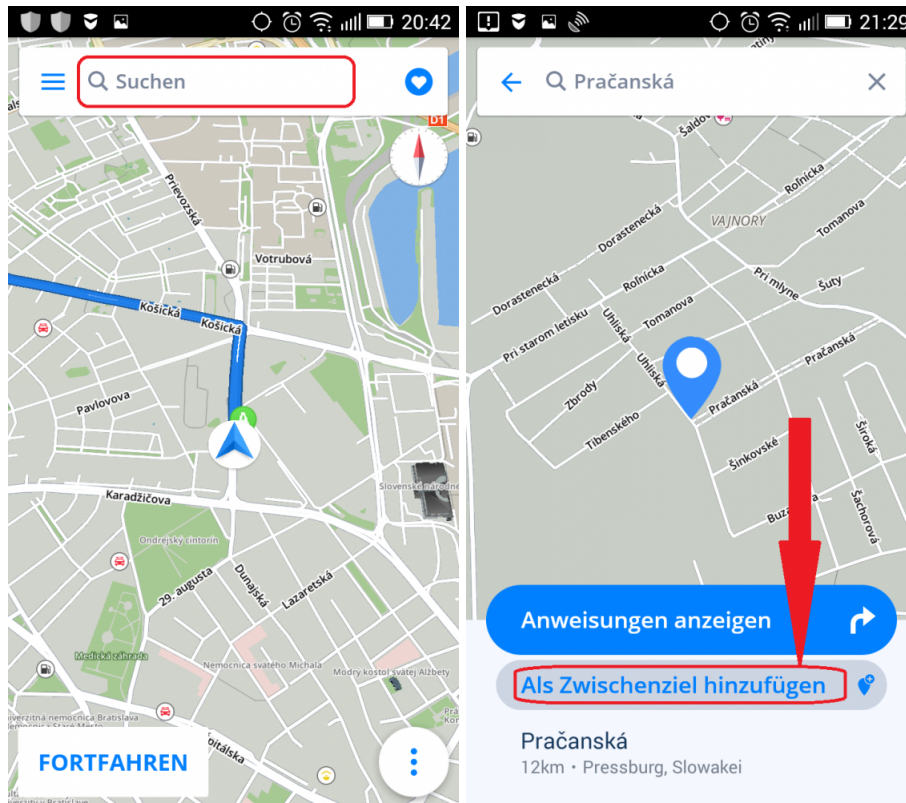 20:42
Suchen
D1
Prievozská
Votrubová
Košická
Košická
Pavlovova
A
Slovenské národné
Karadžičova
Ondrejský cintorín
29. augusta
Dunajská
Lazaretská
Medická záhrada
Nemocnica svätého Michala
Modrý kostol svätej Alžbety
FORTFAHREN
21:29
Pračanská
Roľnícka
VAJNORY
Dorastenecká
Tomanova
Dorastenecká
Roľnícka
Pri mlyne
Šuty
Pri starom letisku
Uhliská
Tomanova
Uhliská
Pračanská
Zbrody
Pračanská
Tibenského
Široká
Šinkovské
Šachorová
Anweisungen anzeigen
Als Zwischenziel hinzufügen
Pračanská
12km • Pressburg, Slowakei